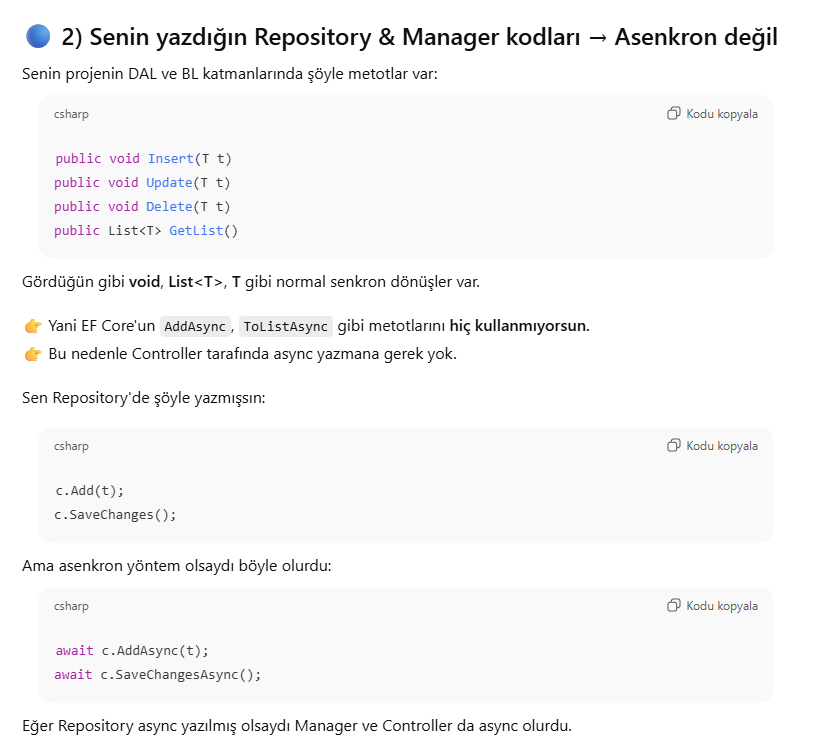 🔵 2) Senin yazdığın Repository & Manager kodları → Asenkron değil
Senin projenin DAL ve BL katmanlarında şöyle metotlar var:
csharp
Kodu kopyala
public void Insert(T t)
public void Update(T t)
public void Delete(T t)
public List<T> GetList()
Gördüğün gibi void, List<T>, T gibi normal senkron dönüşler var.
👉 Yani EF Core'un AddAsync, ToListAsync gibi metotlarını hiç kullanmıyorsun.
👉 Bu nedenle Controller tarafında async yazmana gerek yok.
Sen Repository'de şöyle yazmışsın:
csharp
Kodu kopyala
c.Add(t);
c.SaveChanges();
Ama asenkron yöntem olsaydı böyle olurdu:
csharp
Kodu kopyala
await c.AddAsync(t);
await c.SaveChangesAsync();
Eğer Repository async yazılmış olsaydı Manager ve Controller da async olurdu.